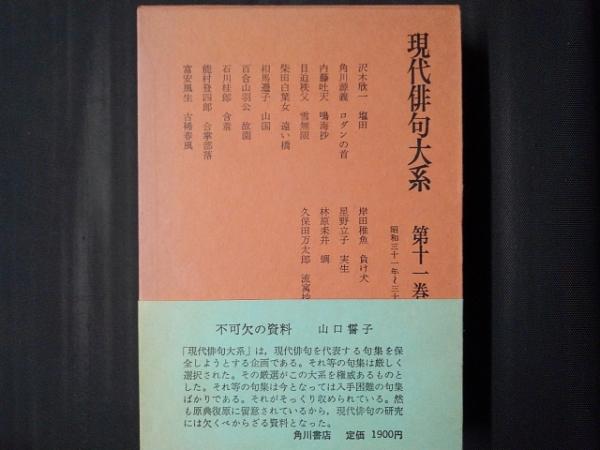 現代俳句大系 第十一巻
昭和三十一年〜三十
沢木欣一 塩田
角川源義 ロダンの首
内藤吐天 鳴海抄
目迫秩父 雪無限
柴田白葉女 遠い橋
相馬遷子 山国
百合山羽公 故園
石川桂郎 含羞
能村登四郎 合掌部落
富安風生 古稀春風
岸田稚魚 負け犬
星野立子 実生
林原耒井 蜩
久保田万太郎 流寓抄
不可欠の資料 山口誓子
「現代俳句大系」は，現代俳句を代表する句集を保
全しようとする企画である。それ等の句集は厳しく
選択された。その厳選がこの大系を権威あるものと
した。それ等の句集は今となっては入手困難の句集
ばかりである。それがそっくり収められている。然
も原典復原に留意されているから，現代俳句の研究
には欠くべからざる資料となった。
角川書店 定価 1900円